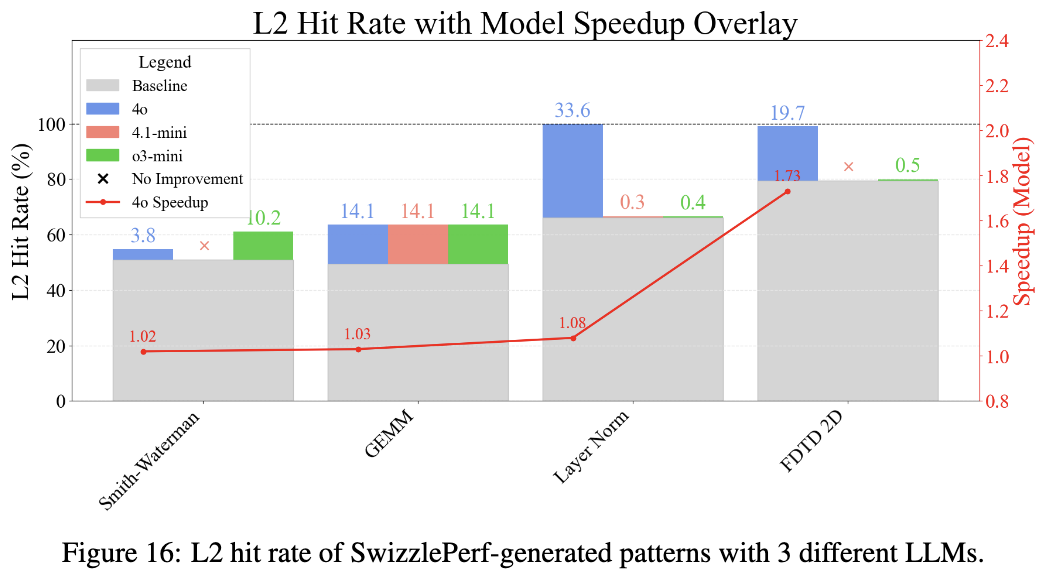 L2 Hit Rate with Model Speedup Overlay
Legend
Baseline
4o
4.1-mini
o3-mini
No Improvement
4o Speedup
L2 Hit Rate (%)
100
80
60
40
20
0
Speedup (Model)
2.4
2.2
2.0
1.8
1.6
1.4
1.2
1.0
0.8
3.8
10.2
14.1
14.1
14.1
33.6
0.3
0.4
19.7
0.5
1.02
1.03
1.08
1.73
Smith-Waterman
GEMM
Layer Norm
FDTD 2D
Figure 16: L2 hit rate of SwizzlePerf-generated patterns with 3 different LLMs.